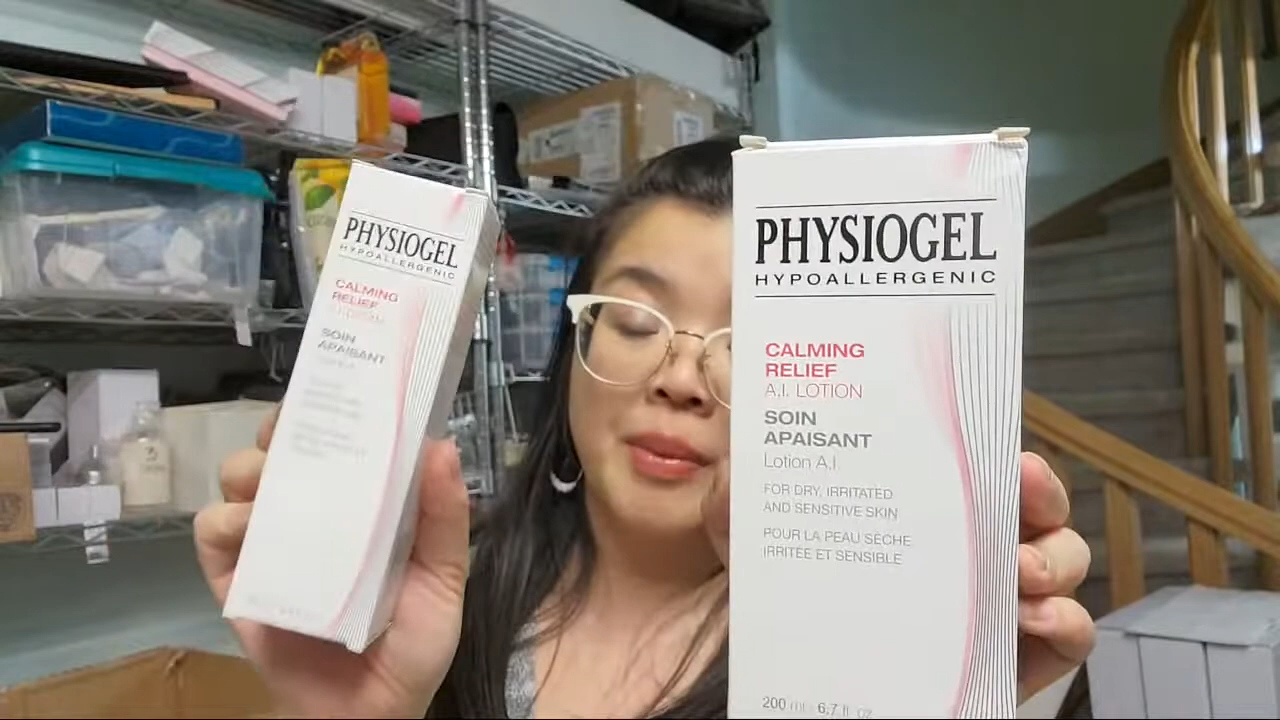 PHYSIOGEL
HYPOALLERGENIC
CALMING
RELIEF
SOIN
APAISANT
PHYSIOGEL
HYPOALLERGENIC
CALMING
RELIEF
A.I. LOTION
SOIN
APAISANT
Lotion A.I.
FOR DRY, IRRITATED
AND SENSITIVE SKIN
POUR LA PEAU SÈCHE
IRRITÉE ET SENSIBLE
200 ml 6,7 fl oz